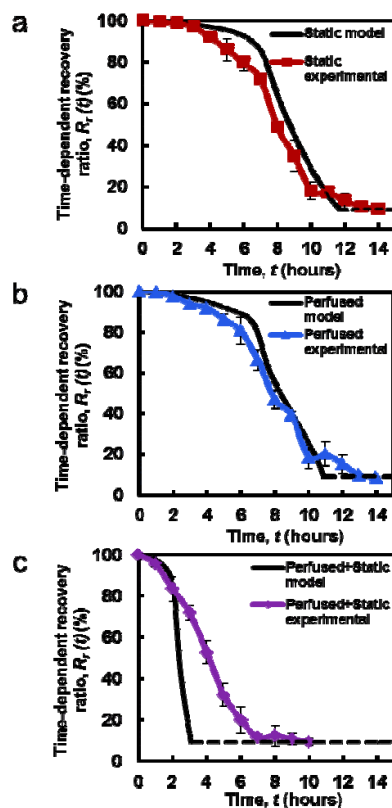 a
Time-dependent recovery
ratio, Rr (t) (%)
100
80
60
40
20
0
Static model
Static
experimental
0 2 4 6 8 10 12 14
Time, t (hours)
b
Time-dependent recovery
ratio, Rr (t) (%)
100
80
60
40
20
0
Perfused
model
Perfused
experimental
0 2 4 6 8 10 12 14
Time, t (hours)
c
Time-dependent recovery
ratio, Rr (t) (%)
100
80
60
40
20
0
Perfused+Static
model
Perfused+Static
experimental
0 2 4 6 8 10 12 14
Time, t (hours)